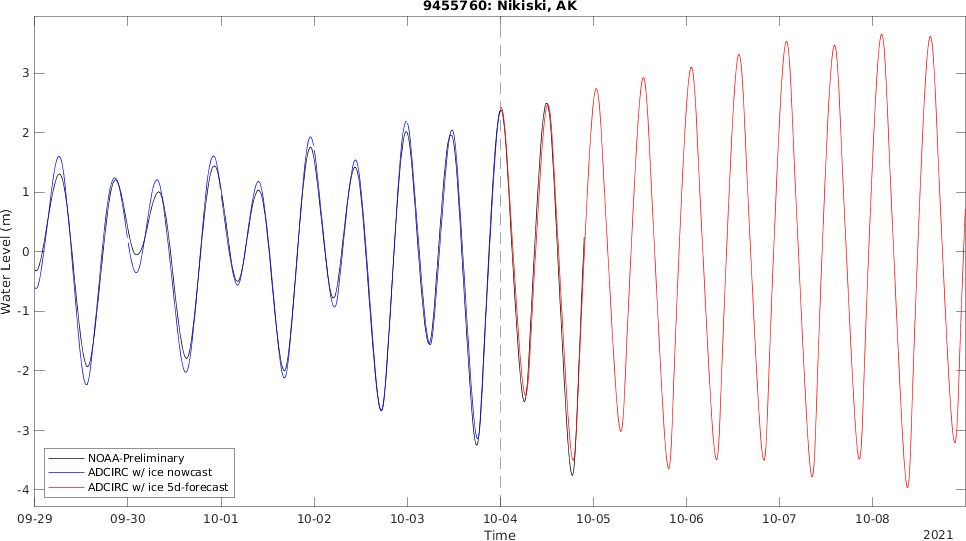 9455760: Nikiski, AK
Water Level (m)
3
2
1
0
-1
-2
-3
-4
NOAA-Preliminary
ADCIRC w/ ice nowcast
ADCIRC w/ ice 5d-forecast
09-29 09-30 10-01 10-02 10-03 10-04 10-05 10-06 10-07 10-08
Time
2021